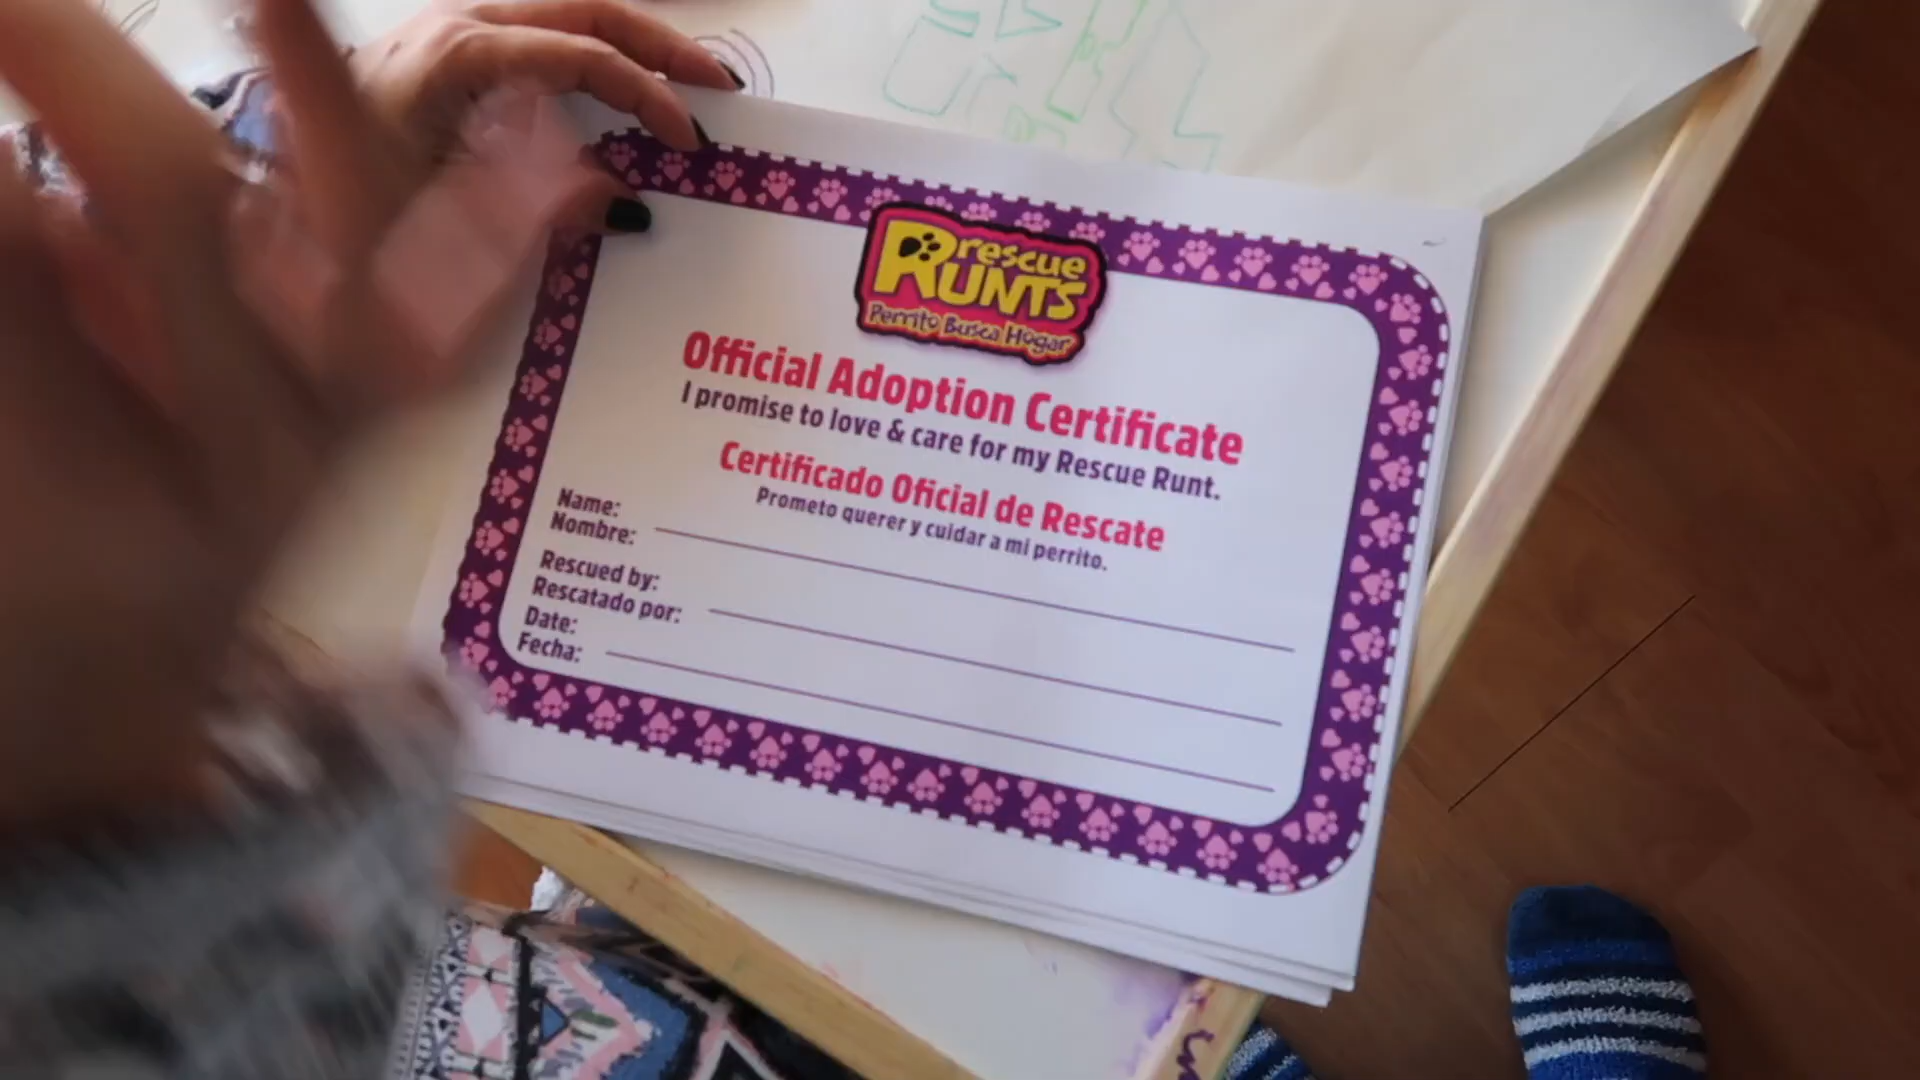 rescue
RUNTS
Perrito Busca Hogar
Official Adoption Certificate
I promise to love & care for my Rescue Runt.
Certificado Oficial de Rescate
Prometo querer y cuidar a mi perrito.
Name:
Nombre:
Rescued by:
Rescatado por:
Date:
Fecha: